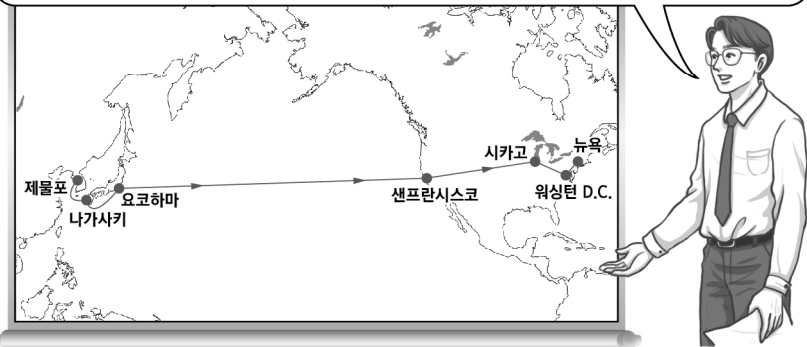 시카고
뉴욕
제물포
요코하마
샌프란시스코
워싱턴 D.C.
나가사키